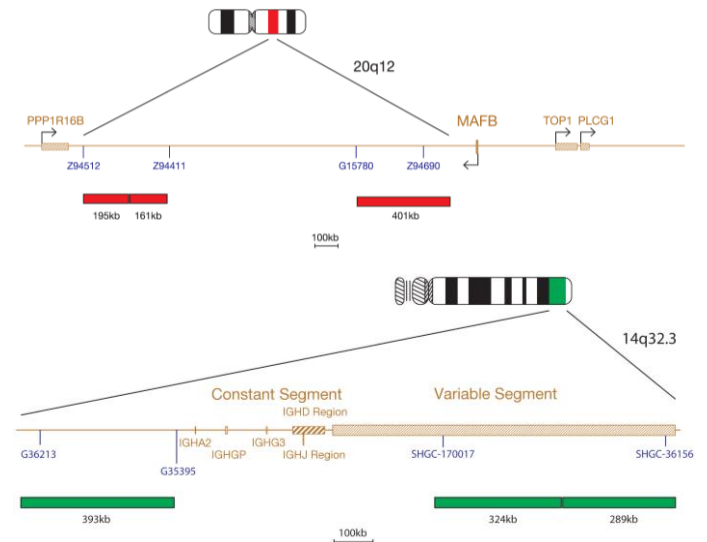 20q12
PPP1R16B
MAFB
TOP1 PLCG1
Z94512
Z94411
G15780
Z94690
195kb
161kb
401kb
100kb
14q32.3
Constant Segment
Variable Segment
IGHD Region
IGHA2
IGHGP
IGHG3
IGHJ Region
G36213
G35395
SHGC-170017
SHGC-36156
393kb
324kb
289kb
100kb